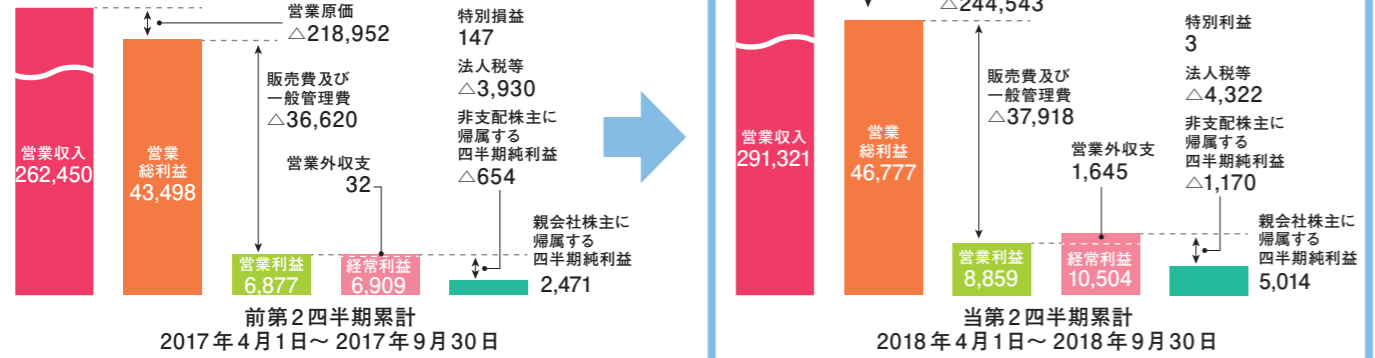 営業原価
△218,952
特別損益
147
販売費及び
一般管理費
△36,620
法人税等
△3,930
非支配株主に
帰属する
四半期純利益
△654
営業外収支
32
営業収入
262,450
営業
総利益
43,498
営業利益
6,877
経常利益
6,909
親会社株主に
帰属する
四半期純利益
2,471
前第2四半期累計
2017年4月1日～2017年9月30日
△244,543
特別利益
3
販売費及び
一般管理費
△37,918
法人税等
△4,322
非支配株主に
帰属する
四半期純利益
△1,170
営業外収支
1,645
営業収入
291,321
営業
総利益
46,777
営業利益
8,859
経常利益
10,504
親会社株主に
帰属する
四半期純利益
5,014
当第2四半期累計
2018年4月1日～2018年9月30日